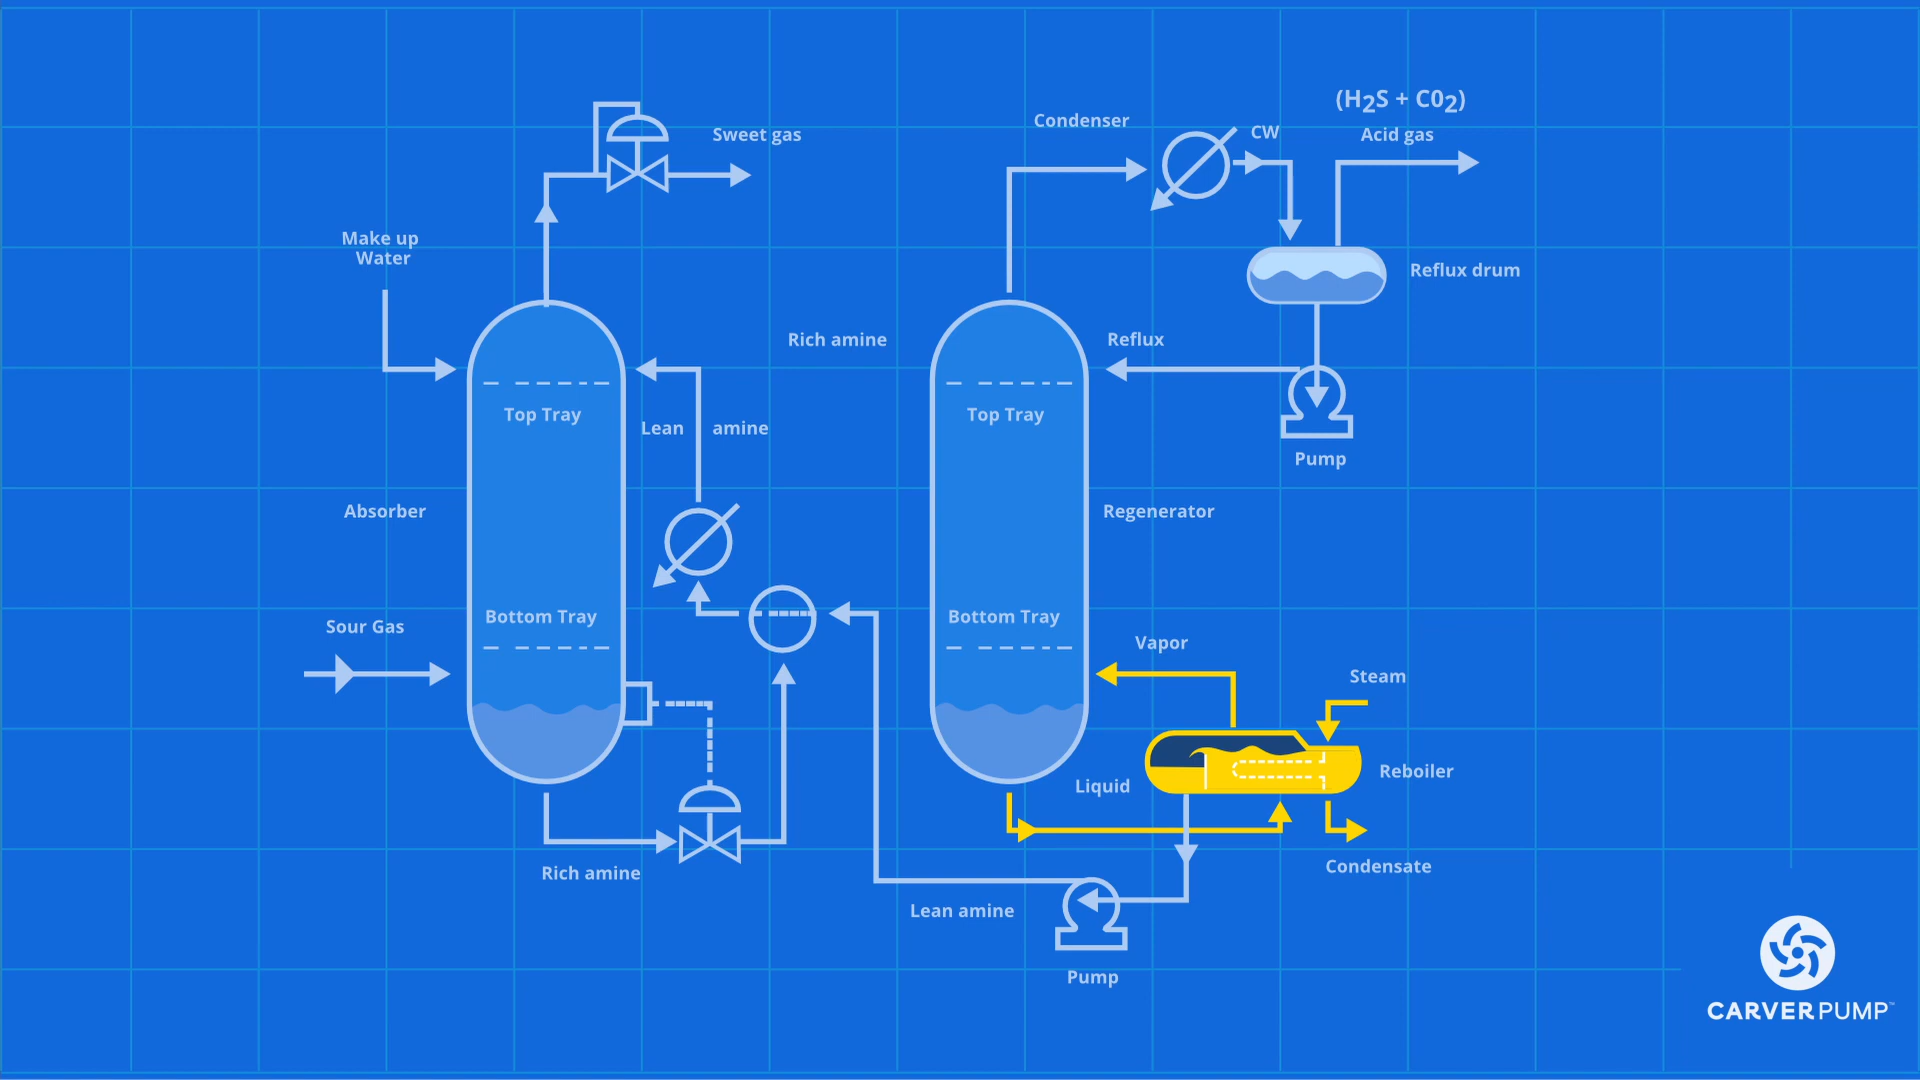 (H2S + C02)
Condenser
CW
Acid gas
Sweet gas
Make up
Water
Reflux drum
Rich amine
Reflux
Top Tray
Top Tray
Lean amine
Pump
Absorber
Regenerator
Bottom Tray
Bottom Tray
Sour Gas
Vapor
Steam
Reboiler
Liquid
Rich amine
Condensate
Lean amine
Pump
CARVER PUMP™